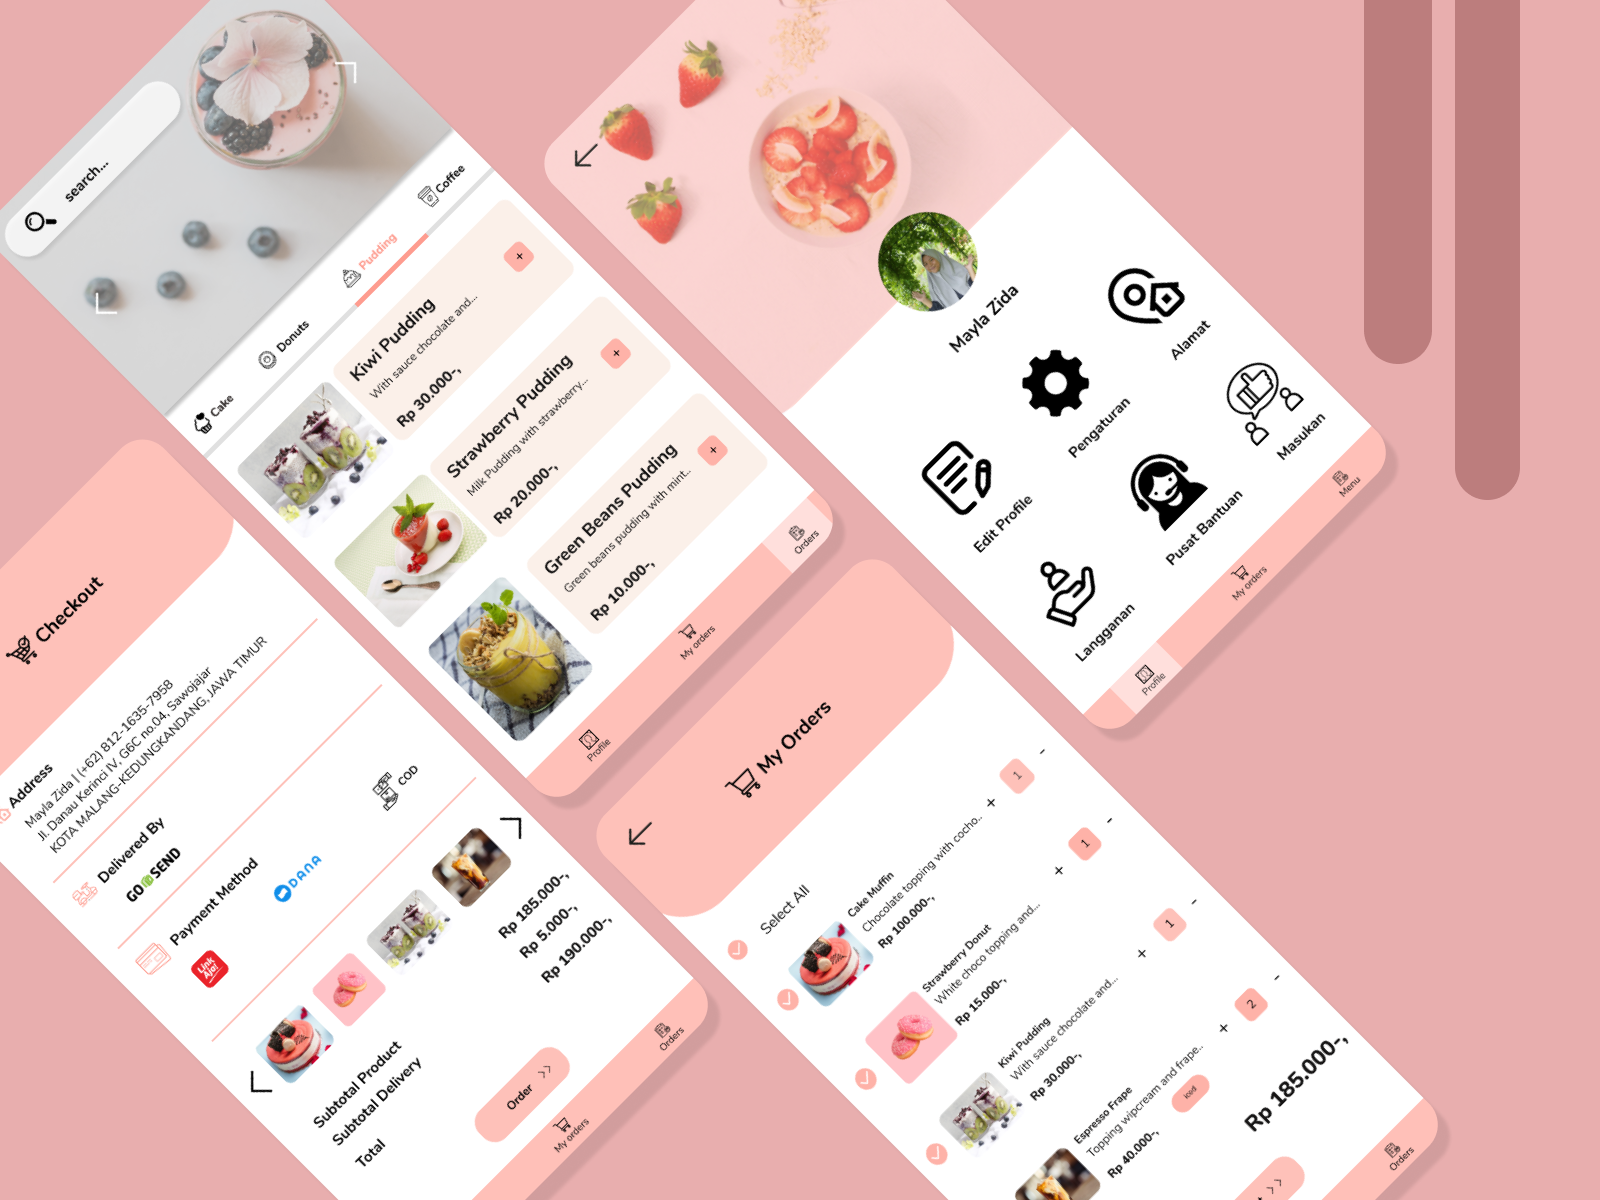 search...
Cake
Donuts
Pudding
Coffee
Kiwi Pudding
With sauce chocolate and...
Rp 30.000-,
+
Strawberry Pudding
Milk Pudding with strawberry...
Rp 20.000-,
+
Green Beans Pudding
Green beans pudding with mint..
Rp 10.000-,
+
Profile
My orders
Orders
Mayla Zida
Edit Profile
Pengaturan
Alamat
Langganan
Pusat Bantuan
Masukan
Profile
My orders
Menu
Checkout
Address
Mayla Zida | (+62) 812-1635-7958
Jl. Danau Kerinci IV, G6C no.04, Sawojajar
KOTA MALANG-KEDUNGKANDANG, JAWA TIMUR
Delivered By
GO SEND
Payment Method
LinkAja!
DANA
COD
Subtotal Product
Rp 185.000-,
Subtotal Delivery
Rp 5.000-,
Total
Rp 190.000-,
Order >>
My orders
Orders
My Orders
Select All
Cake Muffin
Chocolate topping with cocho..
Rp 100.000-,
+ 1 -
Strawberry Donut
White choco topping and...
Rp 15.000-,
+ 1 -
Kiwi Pudding
With sauce chocolate and...
Rp 30.000-,
+ 1 -
Espresso Frape
Topping wipcream and frape..
Rp 40.000-,
Iced
+ 2 -
Rp 185.000-,
>>
Orders